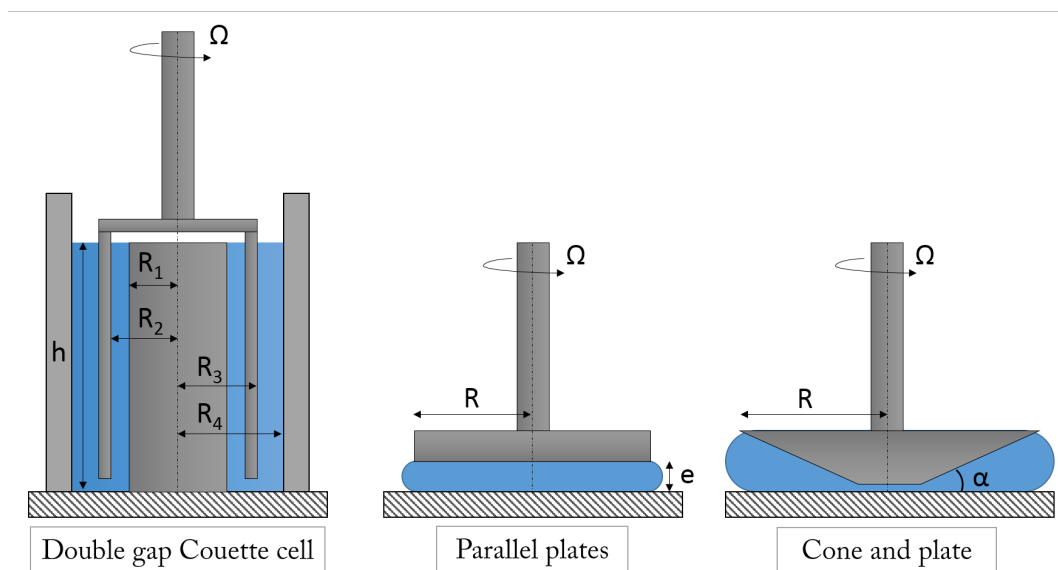 Ω
R₁
R₂
h
R₃
R₄
Double gap Couette cell
Ω
R
e
Parallel plates
Ω
R
α
Cone and plate